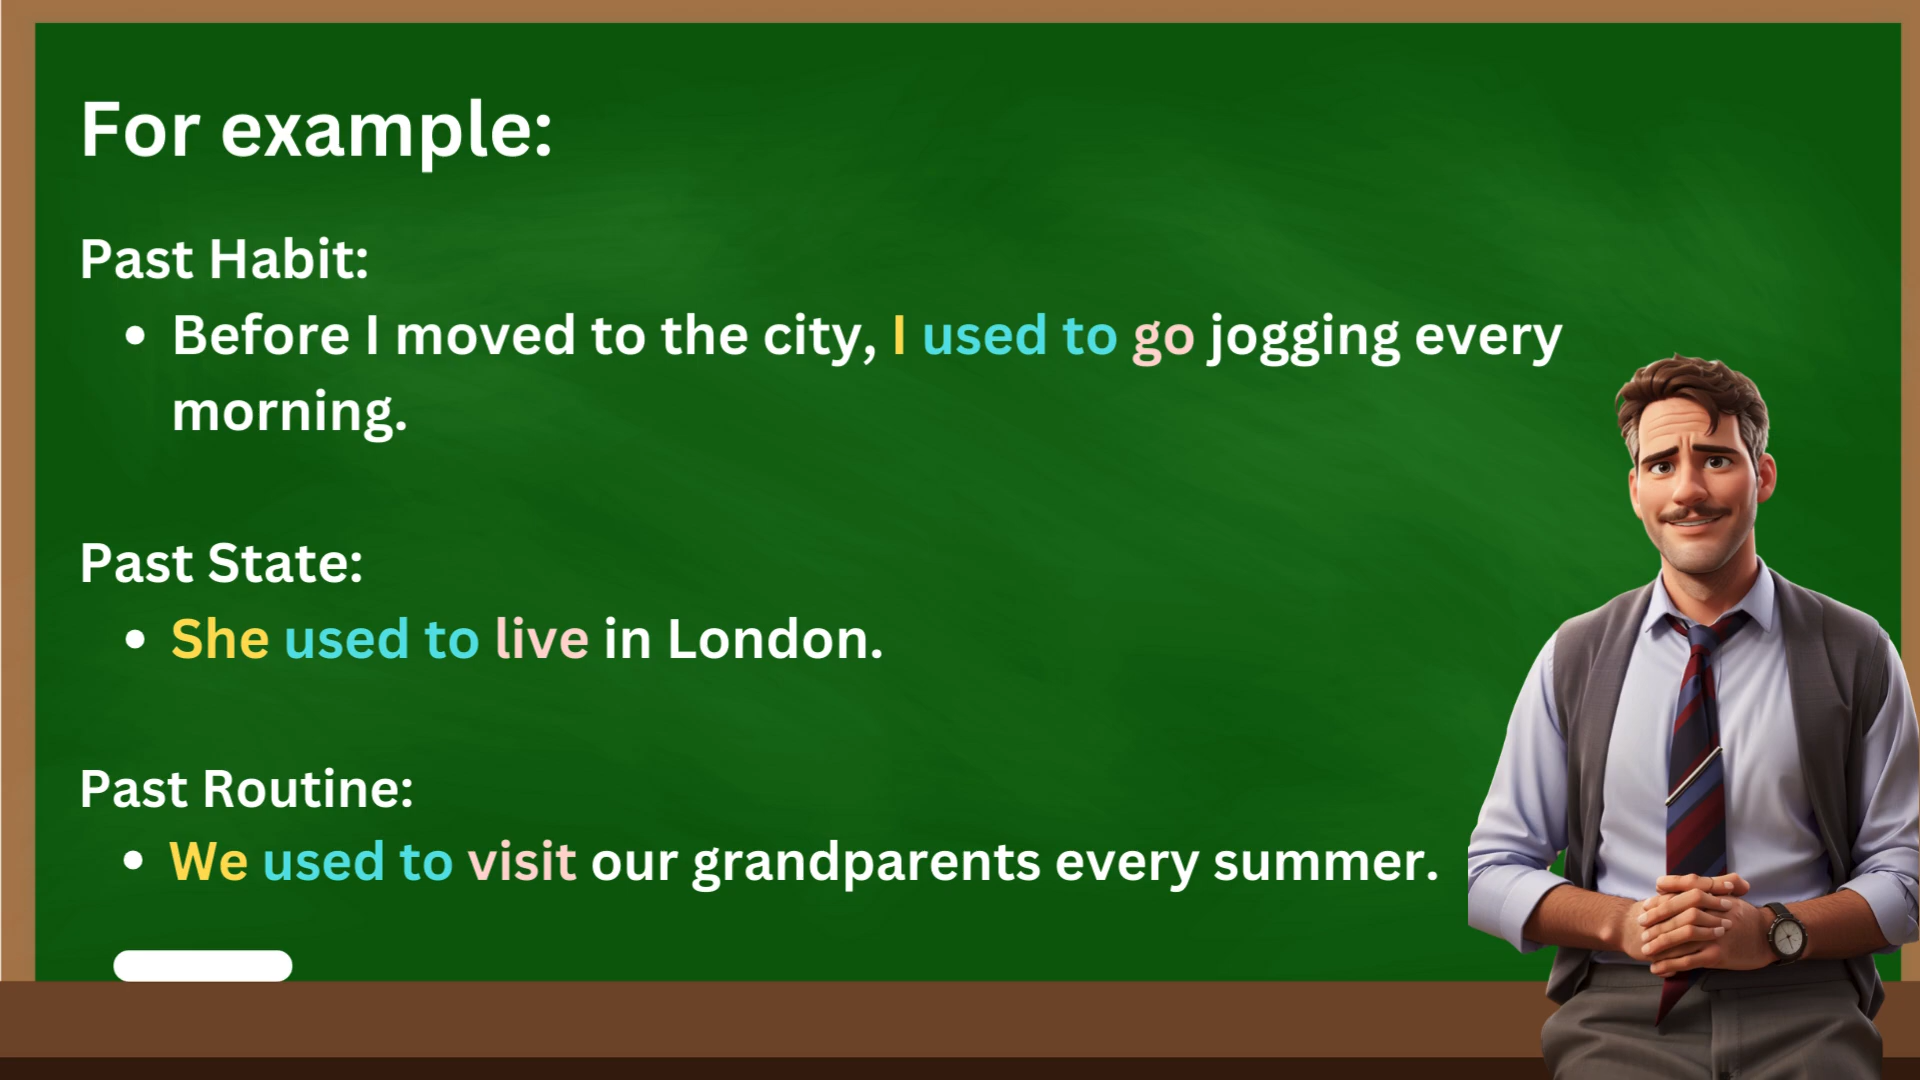 For example:
Past Habit:
• Before I moved to the city, I used to go jogging every
morning.
Past State:
• She used to live in London.
Past Routine:
• We used to visit our grandparents every summer.